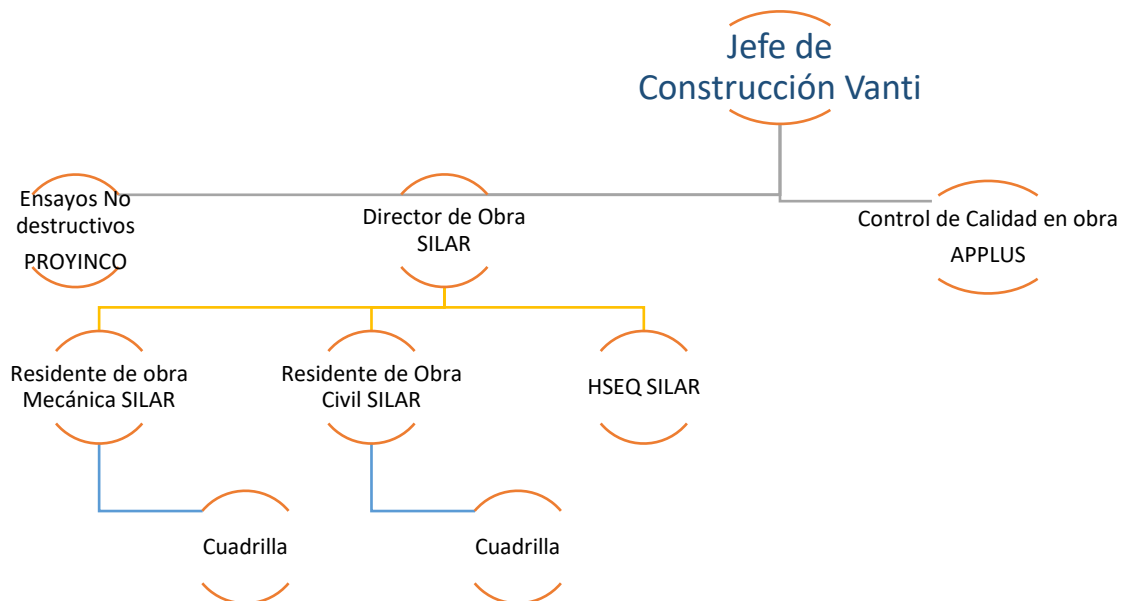 Jefe de
Construcción Vanti
Ensayos No
destructivos
PROYINCO
Director de Obra
SILAR
Control de Calidad en obra
APPLUS
Residente de obra
Mecánica SILAR
Residente de Obra
Civil SILAR
HSEQ SILAR
Cuadrilla
Cuadrilla